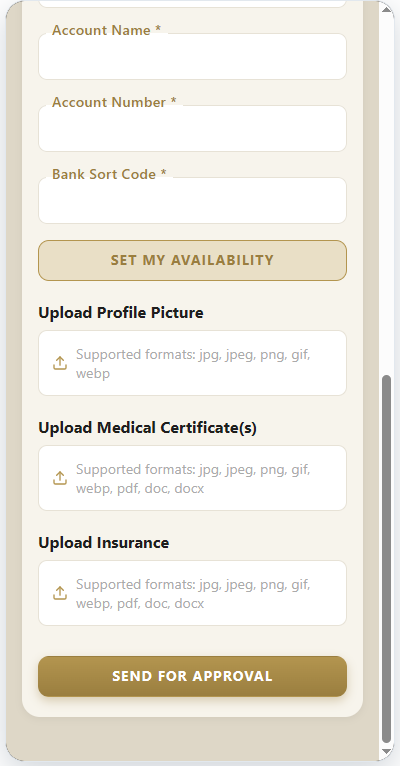 Account Name *
Account Number *
Bank Sort Code *
SET MY AVAILABILITY
Upload Profile Picture
Supported formats: jpg, jpeg, png, gif,
webp
Upload Medical Certificate(s)
Supported formats: jpg, jpeg, png, gif,
webp, pdf, doc, docx
Upload Insurance
Supported formats: jpg, jpeg, png, gif,
webp, pdf, doc, docx
SEND FOR APPROVAL